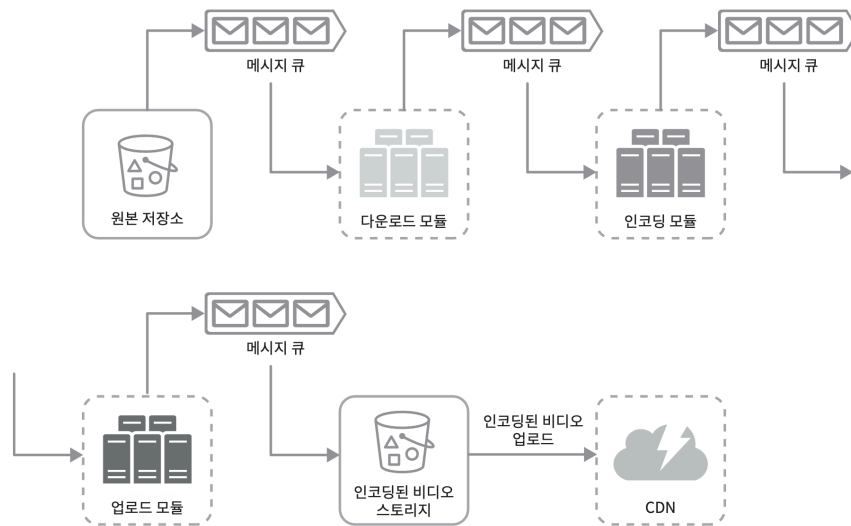 메시지 큐
메시지 큐
메시지 큐
원본 저장소
다운로드 모듈
인코딩 모듈
메시지 큐
인코딩된 비디오
업로드
업로드 모듈
인코딩된 비디오
스토리지
CDN